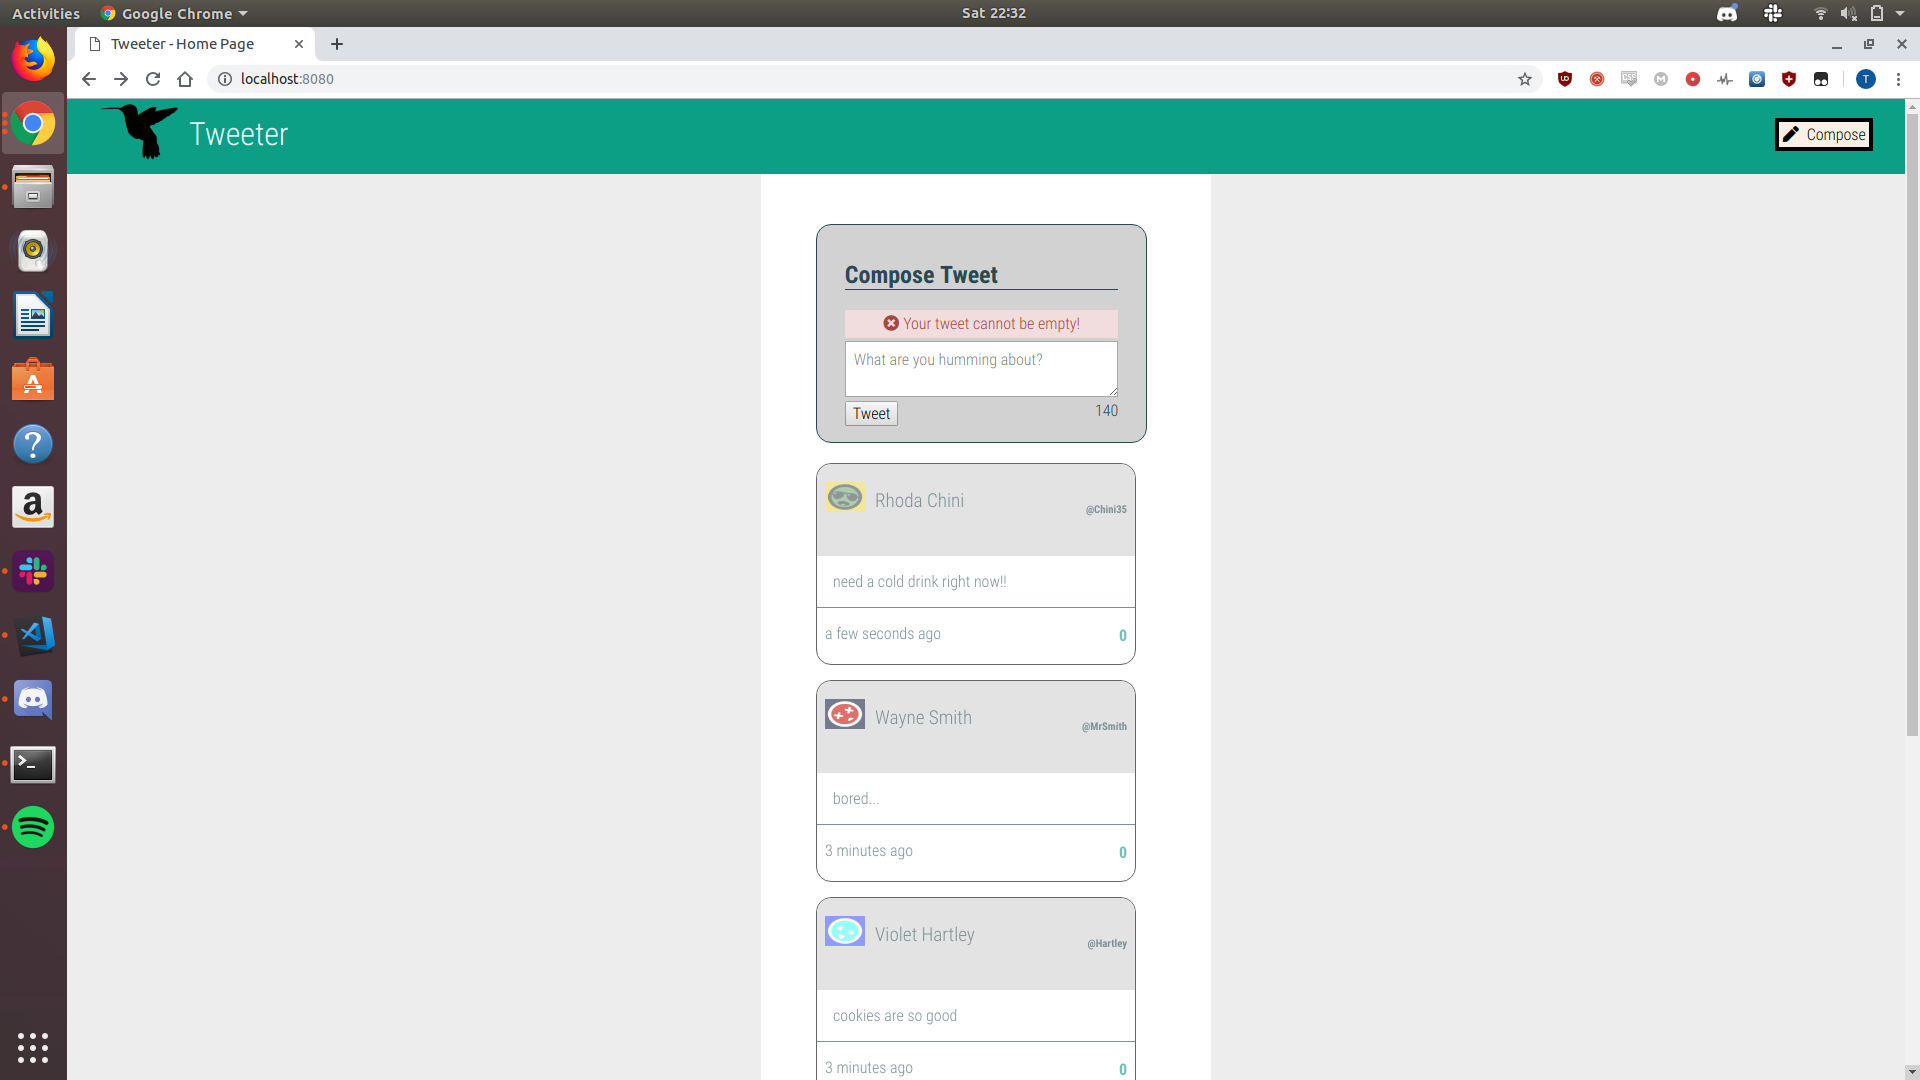 Activities
Google Chrome
Sat 22:32
Tweeter - Home Page
localhost:8080
Tweeter
Compose
Compose Tweet
Your tweet cannot be empty!
What are you humming about?
Tweet
140
Rhoda Chini
@Chini35
need a cold drink right now!!
a few seconds ago
0
Wayne Smith
@MrSmith
bored...
3 minutes ago
0
Violet Hartley
@Hartley
cookies are so good
3 minutes ago
0